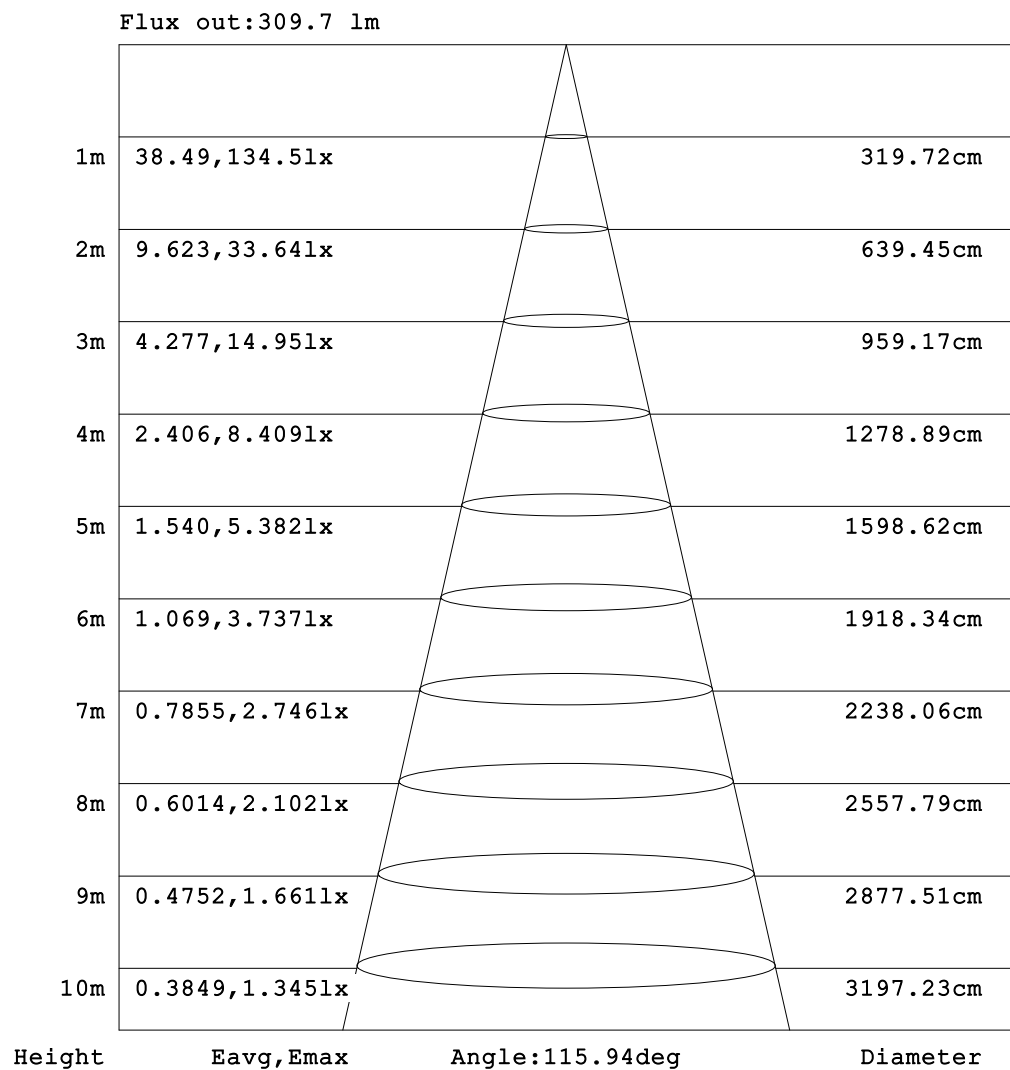 Flux out:309.7 lm
1m 38.49,134.5lx 319.72cm
2m 9.623,33.64lx 639.45cm
3m 4.277,14.95lx 959.17cm
4m 2.406,8.409lx 1278.89cm
5m 1.540,5.382lx 1598.62cm
6m 1.069,3.737lx 1918.34cm
7m 0.7855,2.746lx 2238.06cm
8m 0.6014,2.102lx 2557.79cm
9m 0.4752,1.661lx 2877.51cm
10m 0.3849,1.345lx 3197.23cm
Height Eavg,Emax Angle:115.94deg Diameter